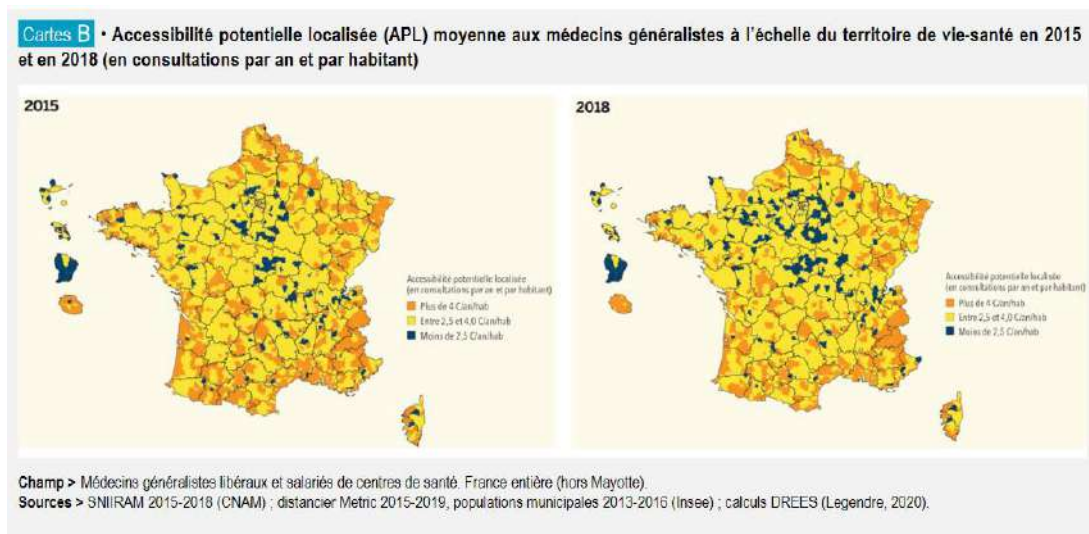 Cartes B • Accessibilité potentielle localisée (APL) moyenne aux médecins généralistes à l'échelle du territoire de vie-santé en 2015
et en 2018 (en consultations par an et par habitant)
2015
Accessibilité potentielle localisée
(en consultations par an et par habitant)
Plus de 4 C/an/hab
Entre 2,5 et 4,0 C/an/hab
Moins de 2,5 C/an/hab
2018
Accessibilité potentielle localisée
(en consultations par an et par habitant)
Plus de 4 C/an/hab
Entre 2,5 et 4,0 C/an/hab
Moins de 2,5 C/an/hab
Champ > Médecins généralistes libéraux et salariés de centres de santé. France entière (hors Mayotte).
Sources > SNIIRAM 2015-2018 (CNAM) ; distancier Metric 2015-2019, populations municipales 2013-2016 (Insee) ; calculs DREES (Legendre, 2020).